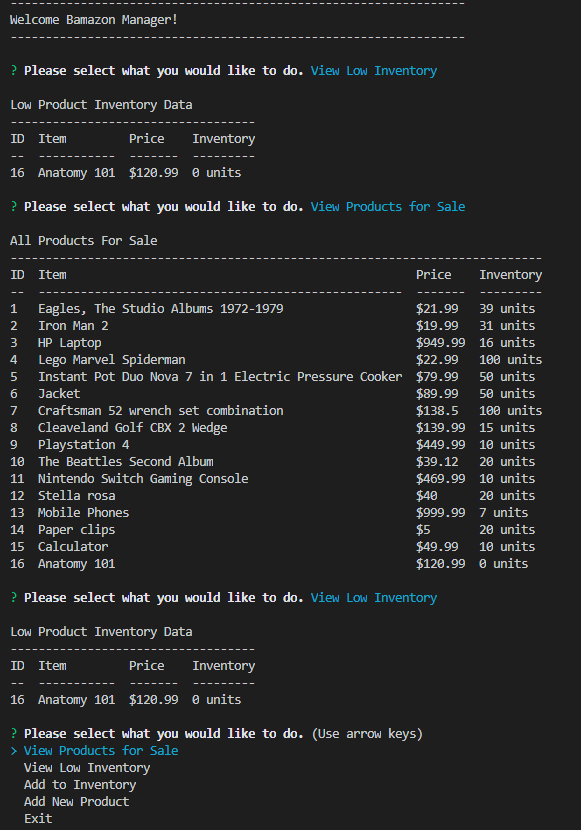 -----------------------------------------------------------------
Welcome Bamazon Manager!
-----------------------------------------------------------------
? Please select what you would like to do. View Low Inventory
Low Product Inventory Data
-----------------------------------
ID  Item         Price    Inventory
--  -----------  -------  ---------
16  Anatomy 101  $120.99  0 units
? Please select what you would like to do. View Products for Sale
All Products For Sale
----------------------------------------------------------------------------
ID  Item                                                  Price    Inventory
--  ----------------------------------------------------  -------  ---------
1   Eagles, The Studio Albums 1972-1979                   $21.99   39 units
2   Iron Man 2                                            $19.99   31 units
3   HP Laptop                                             $949.99  16 units
4   Lego Marvel Spiderman                                 $22.99   100 units
5   Instant Pot Duo Nova 7 in 1 Electric Pressure Cooker  $79.99   50 units
6   Jacket                                                $89.99   50 units
7   Craftsman 52 wrench set combination                   $138.5   100 units
8   Cleaveland Golf CBX 2 Wedge                           $139.99  15 units
9   Playstation 4                                         $449.99  10 units
10  The Beattles Second Album                             $39.12   20 units
11  Nintendo Switch Gaming Console                        $469.99  10 units
12  Stella rosa                                           $40      20 units
13  Mobile Phones                                         $999.99  7 units
14  Paper clips                                           $5       20 units
15  Calculator                                            $49.99   10 units
16  Anatomy 101                                           $120.99  0 units
? Please select what you would like to do. View Low Inventory
Low Product Inventory Data
-----------------------------------
ID  Item         Price    Inventory
--  -----------  -------  ---------
16  Anatomy 101  $120.99  0 units
? Please select what you would like to do. (Use arrow keys)
> View Products for Sale
  View Low Inventory
  Add to Inventory
  Add New Product
  Exit